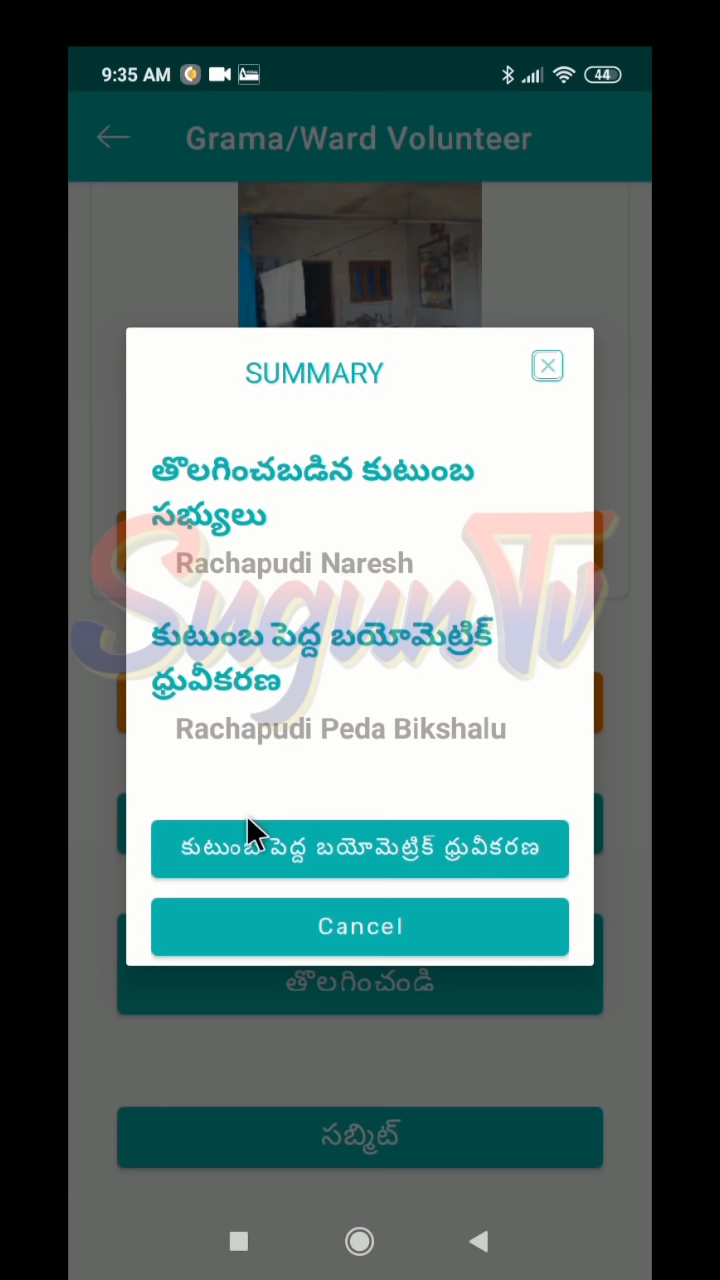 9:35 AM
44
Grama/Ward Volunteer
SUMMARY
తొలగించబడిన కుటుంబ
సభ్యులు
Rachapudi Naresh
SugunTv
కుటుంబ పెద్ద బయోమెట్రిక్
ధ్రువీకరణ
Rachapudi Peda Bikshalu
కుటుంబ పెద్ద బయోమెట్రిక్ ధ్రువీకరణ
Cancel
తొలగించండి
సబ్మిట్